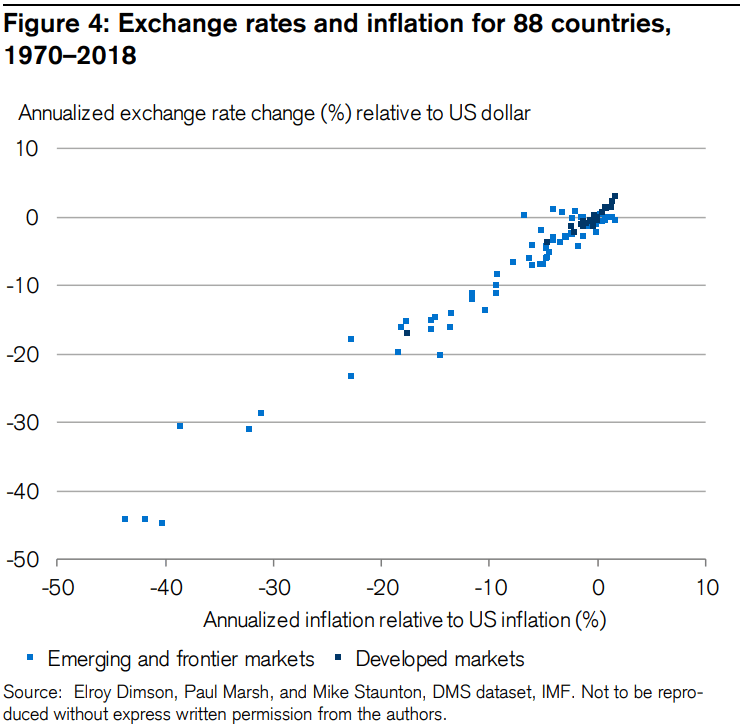 Figure 4: Exchange rates and inflation for 88 countries,
1970–2018
Annualized exchange rate change (%) relative to US dollar
10
0
-10
-20
-30
-40
-50
-50 -40 -30 -20 -10 0 10
Annualized inflation relative to US inflation (%)
Emerging and frontier markets Developed markets
Source: Elroy Dimson, Paul Marsh, and Mike Staunton, DMS dataset, IMF. Not to be repro-
duced without express written permission from the authors.